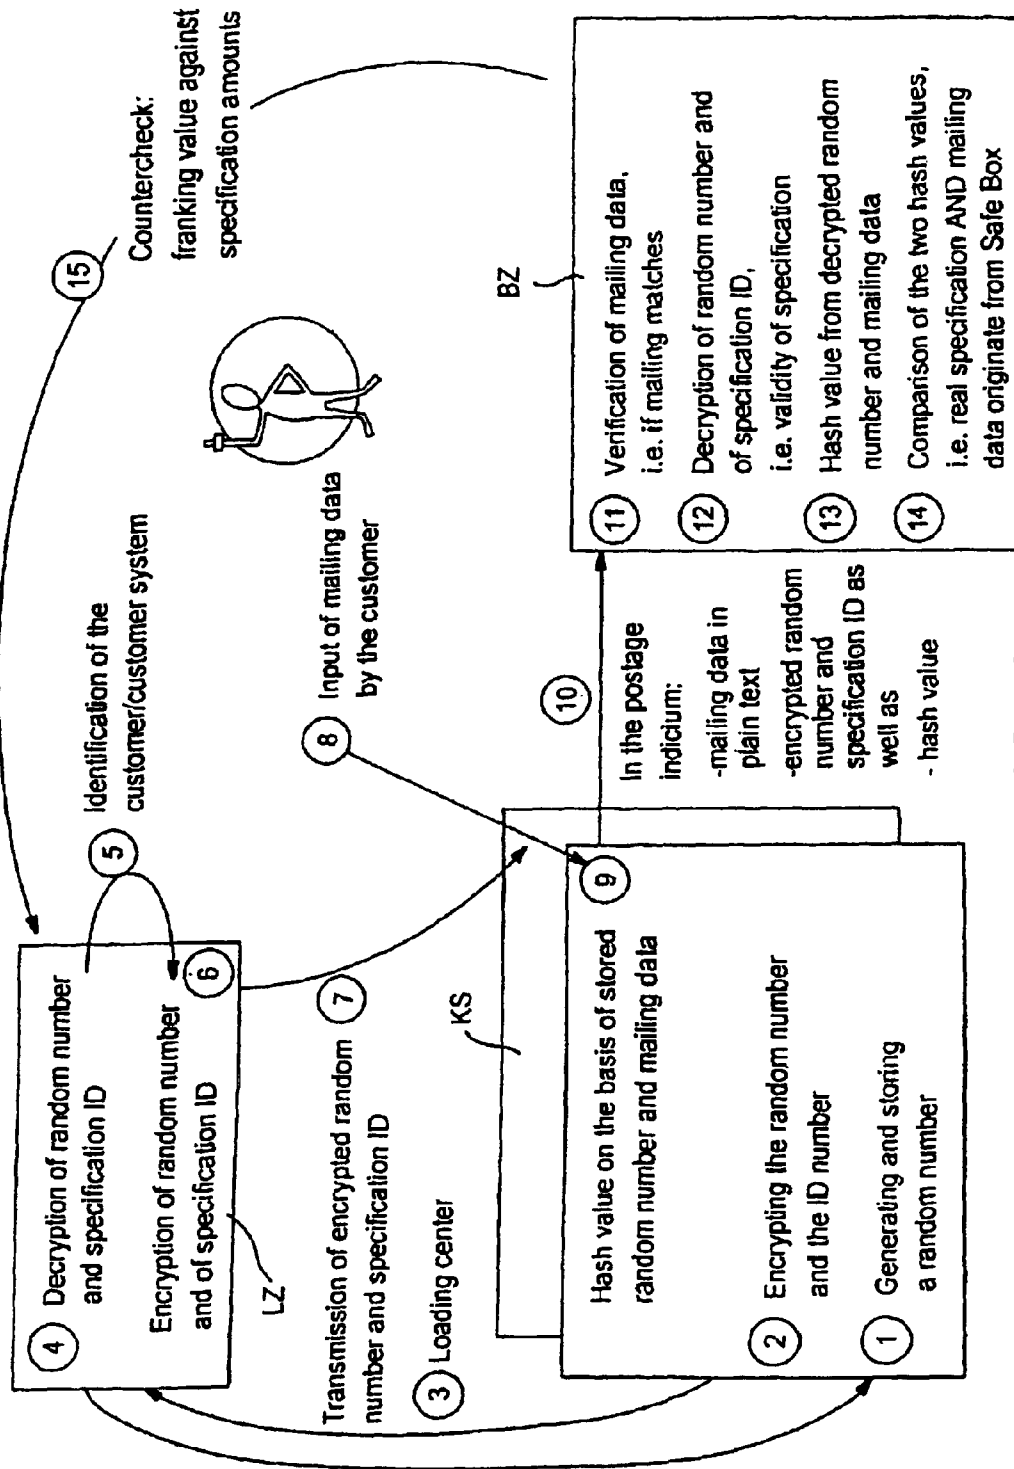 4
Decryption of random number
and specification ID
Encryption of random number
and of specification ID
6
LZ
5
Identification of the
customer/customer system
15
Countercheck:
franking value against
specification amounts
Transmission of encrypted random
number and specification ID
7
3
Loading center
8
Input of mailing data
by the customer
KS
Hash value on the basis of stored
random number and mailing data
9
2
Encrypting the random number
and the ID number
1
Generating and storing
a random number
10
In the postage
indicium:
-mailing data in
plain text
-encrypted random
number and
specification ID as
well as
- hash value
BZ
11
Verification of mailing data,
i.e. if mailing matches
12
Decryption of random number and
of specification ID,
i.e. validity of specification
13
Hash value from decrypted random
number and mailing data
14
Comparison of the two hash values,
i.e. real specification AND mailing
data originate from Safe Box